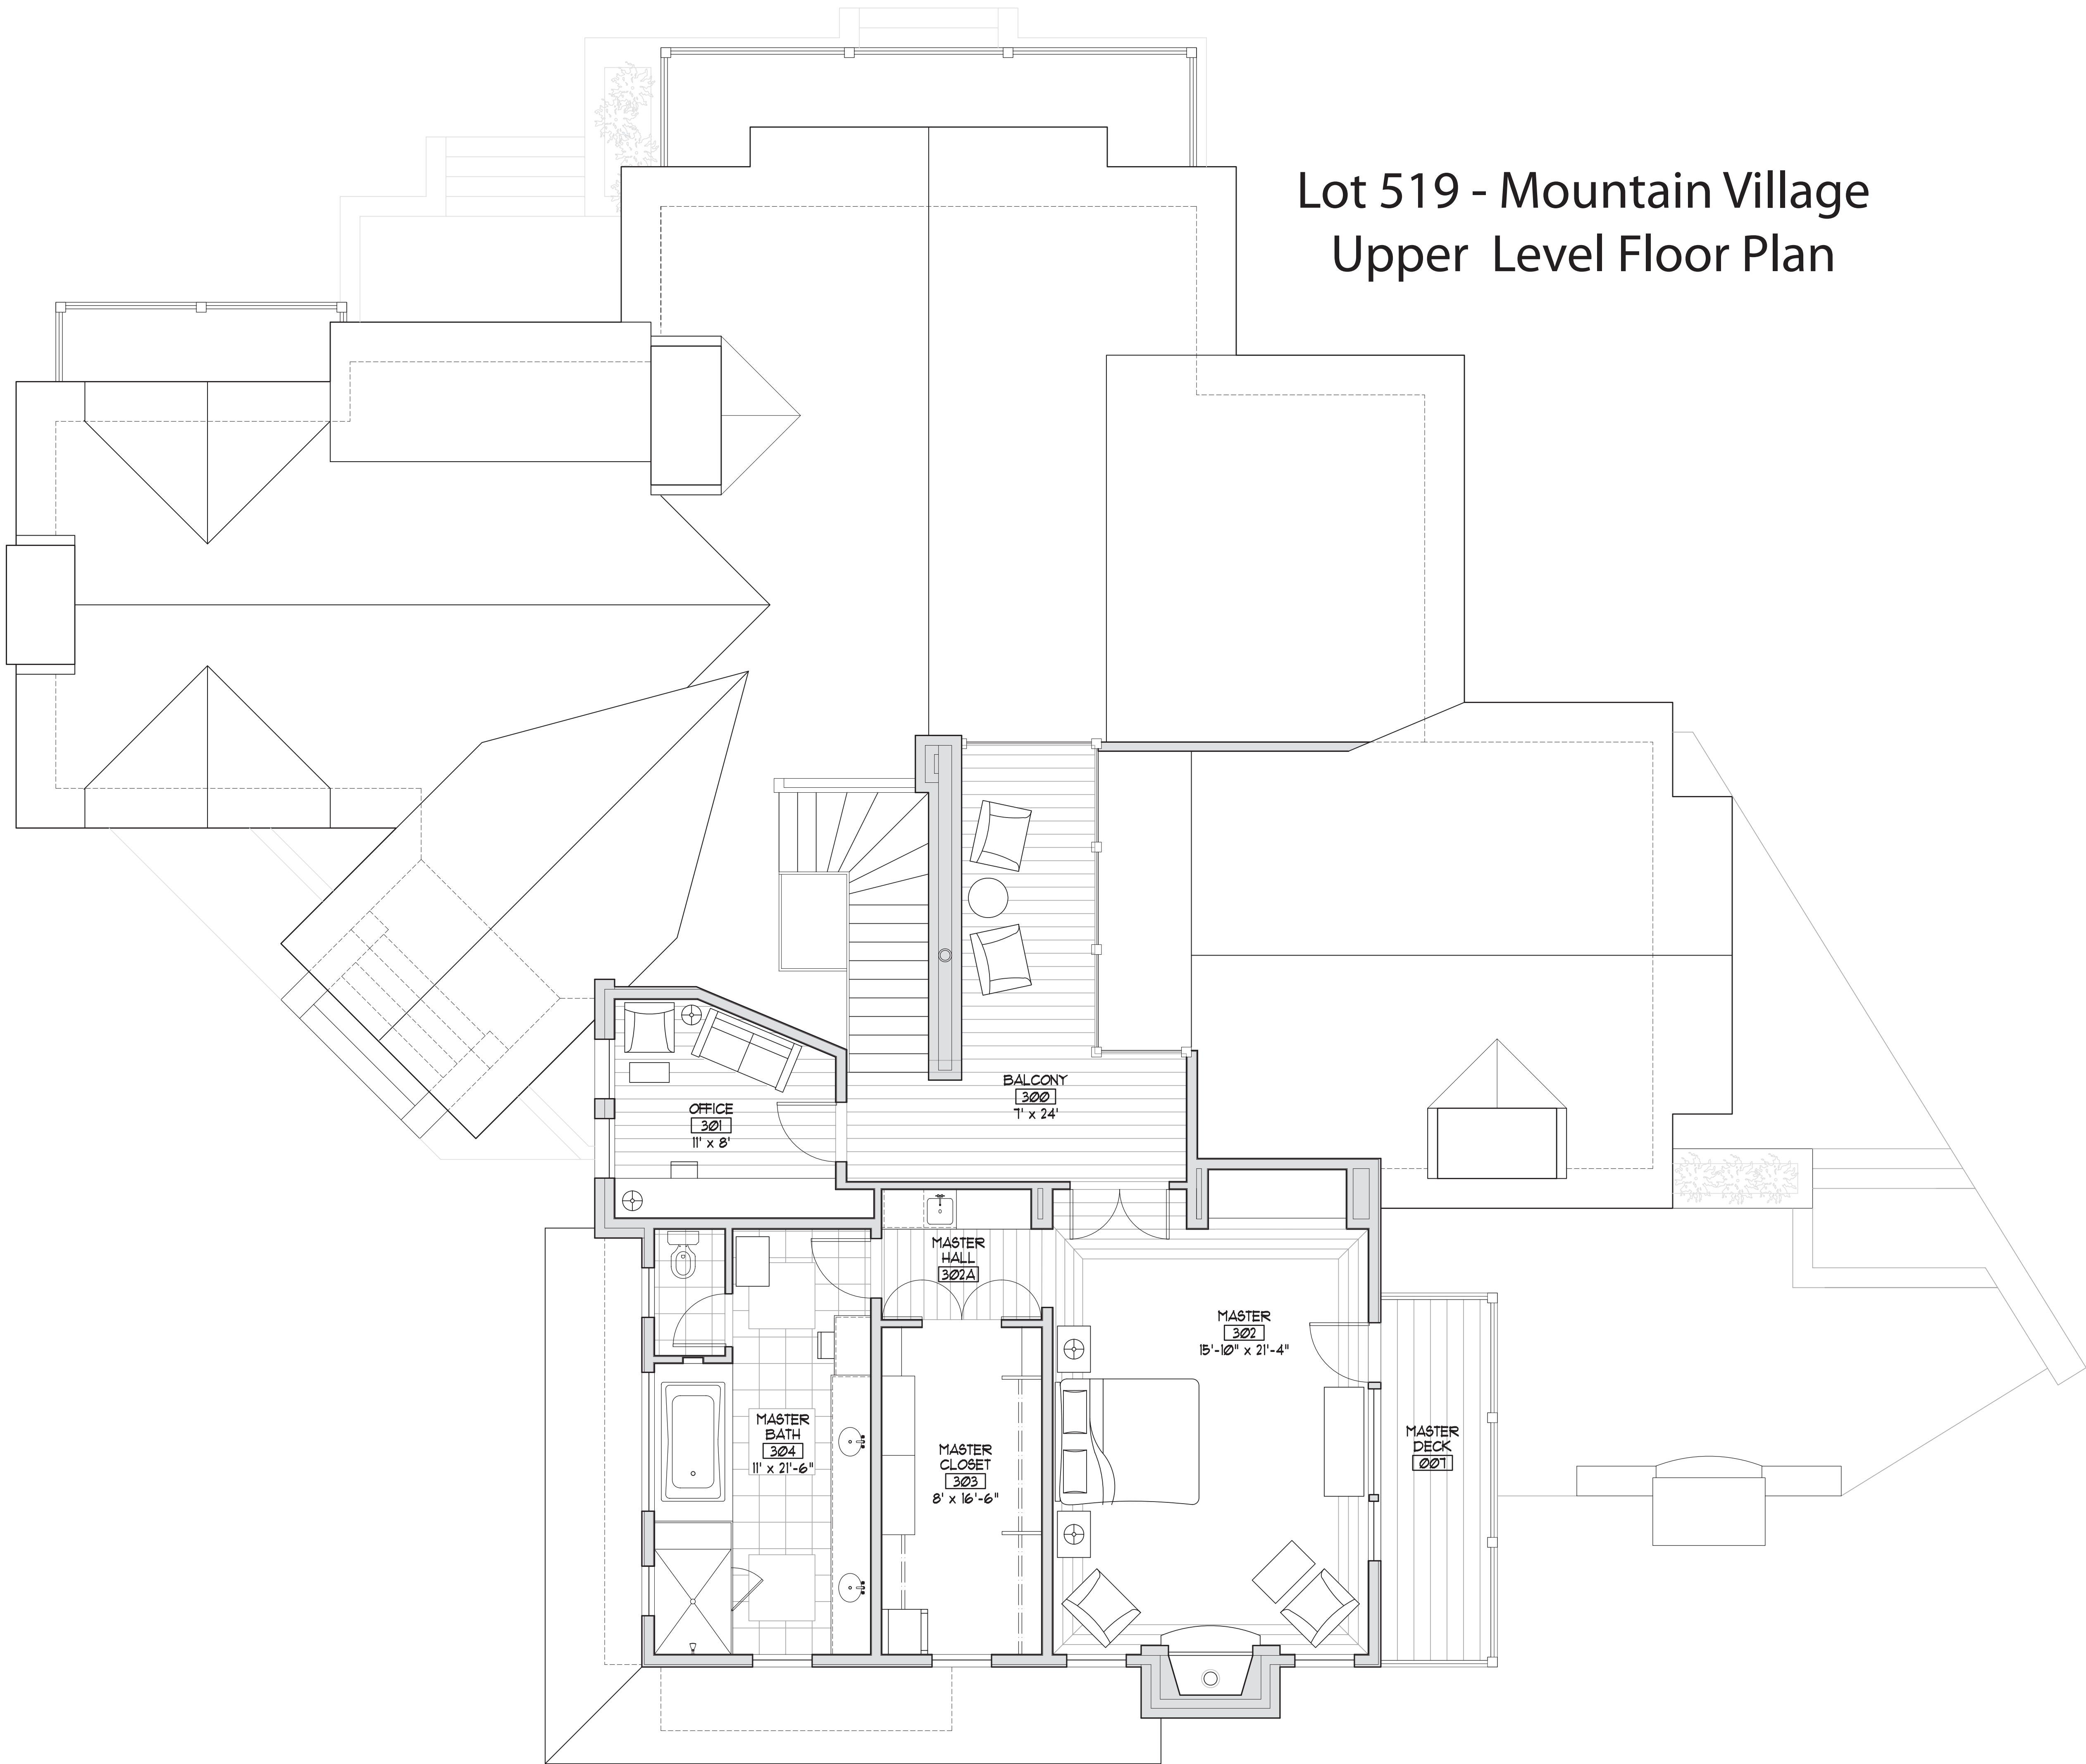 Lot 519 - Mountain Village
Upper Level Floor Plan
BALCONY
300
7' x 24'
OFFICE
301
11' x 8'
MASTER
HALL
302A
MASTER
302
15'-10" x 21'-4"
MASTER
BATH
304
11' x 21'-6"
MASTER
CLOSET
303
8' x 16'-6"
MASTER
DECK
007